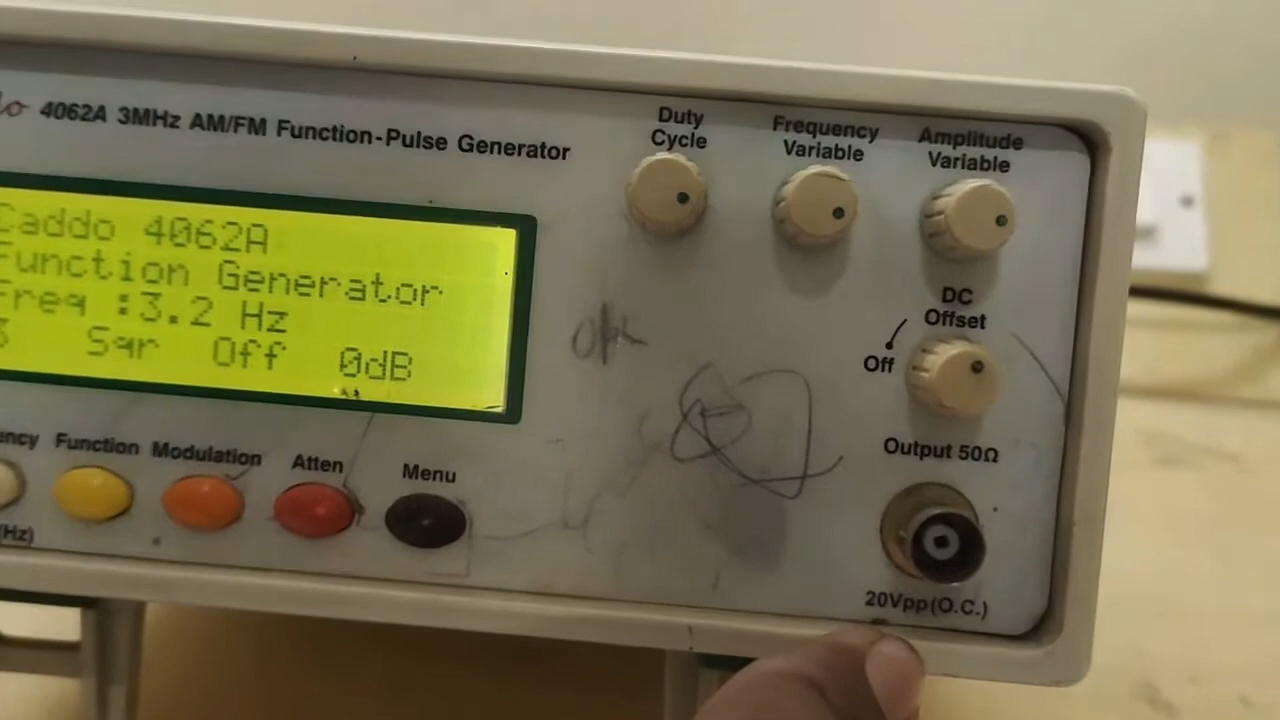 4062A 3MHz AM/FM Function-Pulse Generator
Duty Cycle
Frequency Variable
Amplitude Variable
Caddo 4062A
Function Generator
Freq :3.2 Hz
Sqr Off 0dB
DC Offset
Off
Output 50Ω
20Vpp(O.C.)
Function
Modulation
Atten
Menu
(Hz)